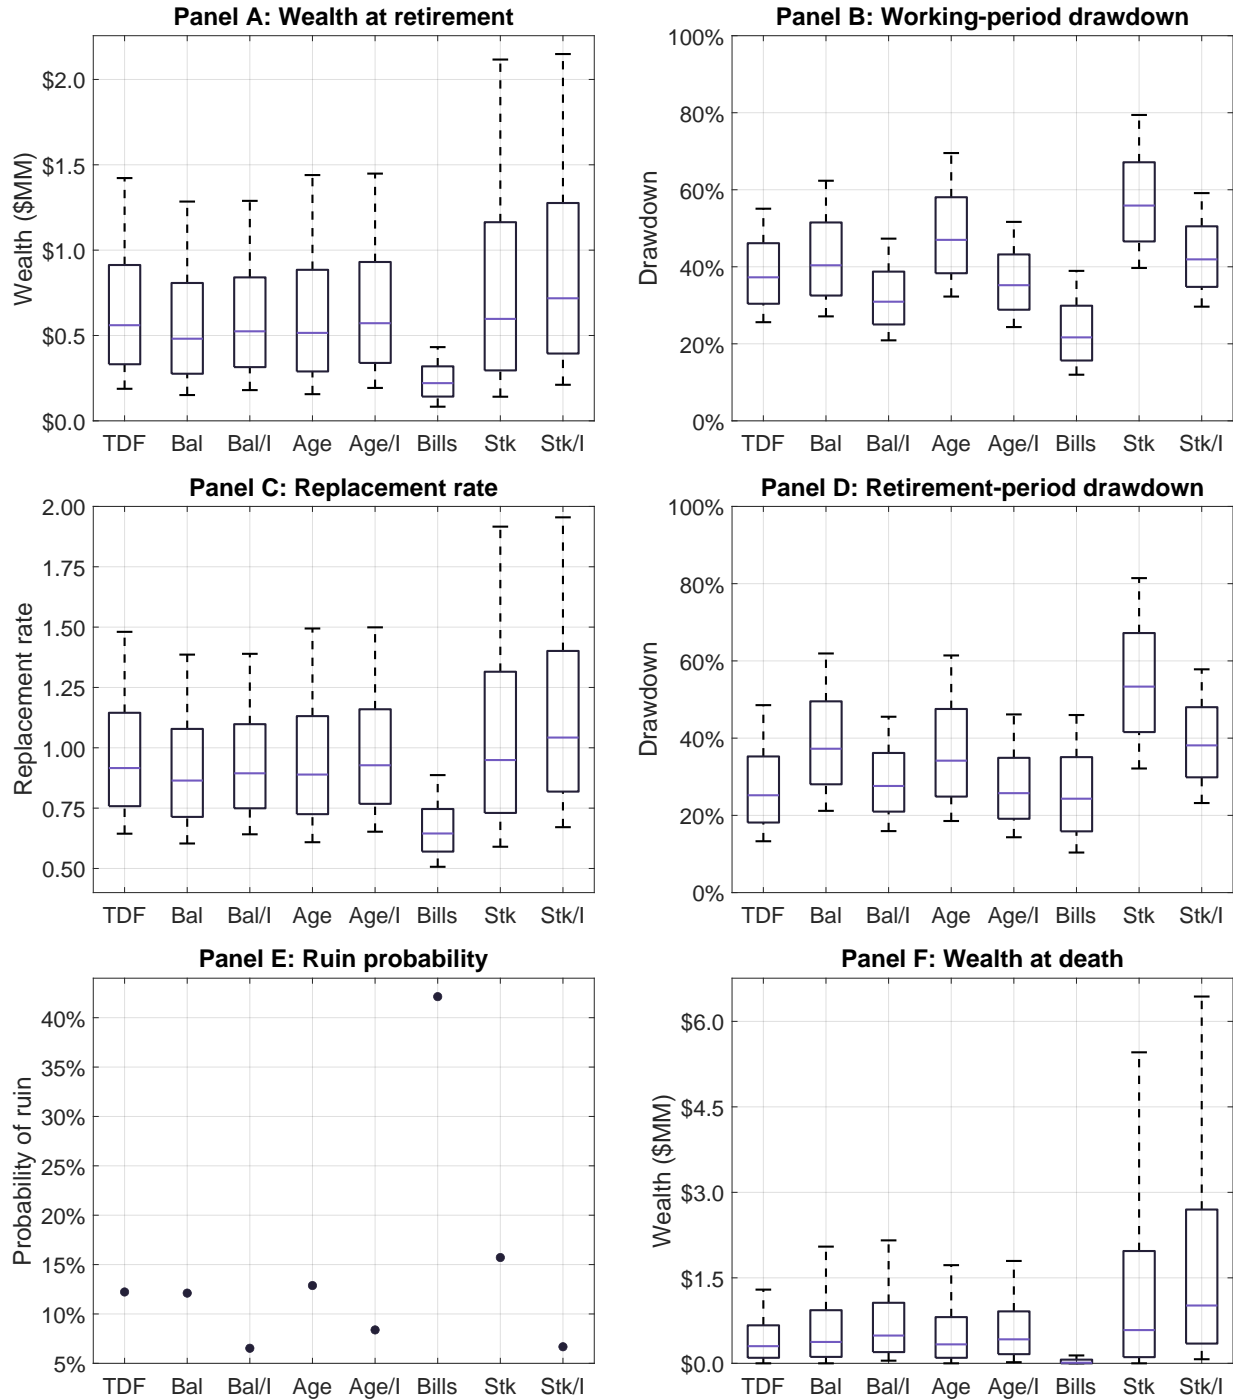 Panel A: Wealth at retirement
Wealth ($MM)
$2.0
$1.5
$1.0
$0.5
$0.0
TDF Bal Bal/I Age Age/I Bills Stk Stk/I
Panel B: Working-period drawdown
Drawdown
100%
80%
60%
40%
20%
0%
TDF Bal Bal/I Age Age/I Bills Stk Stk/I
Panel C: Replacement rate
Replacement rate
2.00
1.75
1.50
1.25
1.00
0.75
0.50
TDF Bal Bal/I Age Age/I Bills Stk Stk/I
Panel D: Retirement-period drawdown
Drawdown
100%
80%
60%
40%
20%
0%
TDF Bal Bal/I Age Age/I Bills Stk Stk/I
Panel E: Ruin probability
Probability of ruin
40%
35%
30%
25%
20%
15%
10%
5%
TDF Bal Bal/I Age Age/I Bills Stk Stk/I
Panel F: Wealth at death
Wealth ($MM)
$6.0
$4.5
$3.0
$1.5
$0.0
TDF Bal Bal/I Age Age/I Bills Stk Stk/I